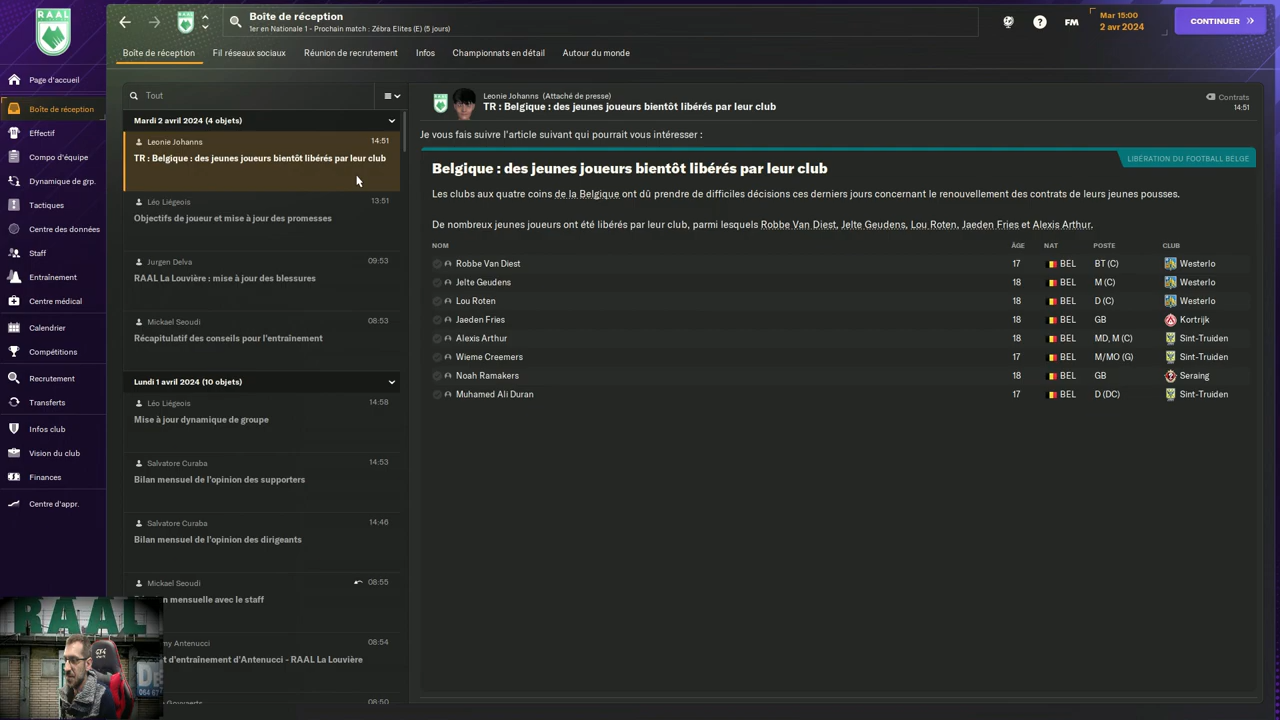 RAAL
Boîte de réception
1er en Nationale 1 - Prochain match : Zébra Elites (E) (5 jours)
FM
Mar 15:00
2 avr 2024
CONTINUER
Boîte de réception
Fil réseaux sociaux
Réunion de recrutement
Infos
Championnats en détail
Autour du monde
Page d'accueil
Boîte de réception
Effectif
Compo d'équipe
Dynamique de grp.
Tactiques
Centre des données
Staff
Entraînement
Centre médical
Calendrier
Compétitions
Recrutement
Transferts
Infos club
Vision du club
Finances
Centre d'appr.
Tout
Mardi 2 avril 2024 (4 objets)
Leonie Johanns 14:51
TR : Belgique : des jeunes joueurs bientôt libérés par leur club
Léo Liégeois 13:51
Objectifs de joueur et mise à jour des promesses
Jurgen Delva 09:53
RAAL La Louvière : mise à jour des blessures
Mickael Seoudi 08:53
Récapitulatif des conseils pour l'entraînement
Lundi 1 avril 2024 (10 objets)
Léo Liégeois 14:58
Mise à jour dynamique de groupe
Salvatore Curaba 14:53
Bilan mensuel de l'opinion des supporters
Salvatore Curaba 14:46
Bilan mensuel de l'opinion des dirigeants
Mickael Seoudi 08:55
n mensuelle avec le staff
my Antenucci 08:54
t d'entraînement d'Antenucci - RAAL La Louvière
08:50
Leonie Johanns (Attaché de presse)
TR : Belgique : des jeunes joueurs bientôt libérés par leur club
Contrats
14:51
Je vous fais suivre l'article suivant qui pourrait vous intéresser :
LIBÉRATION DU FOOTBALL BELGE
Belgique : des jeunes joueurs bientôt libérés par leur club
Les clubs aux quatre coins de la Belgique ont dû prendre de difficiles décisions ces derniers jours concernant le renouvellement des contrats de leurs jeunes pousses.
De nombreux jeunes joueurs ont été libérés par leur club, parmi lesquels Robbe Van Diest, Jelte Geudens, Lou Roten, Jaeden Fries et Alexis Arthur.
NOM ÂGE NAT POSTE CLUB
Robbe Van Diest 17 BEL BT (C) Westerlo
Jelte Geudens 18 BEL M (C) Westerlo
Lou Roten 18 BEL D (C) Westerlo
Jaeden Fries 18 BEL GB Kortrijk
Alexis Arthur 18 BEL MD, M (C) Sint-Truiden
Wieme Creemers 17 BEL M/MO (G) Sint-Truiden
Noah Ramakers 18 BEL GB Seraing
Muhamed Ali Duran 17 BEL D (DC) Sint-Truiden
RAAL